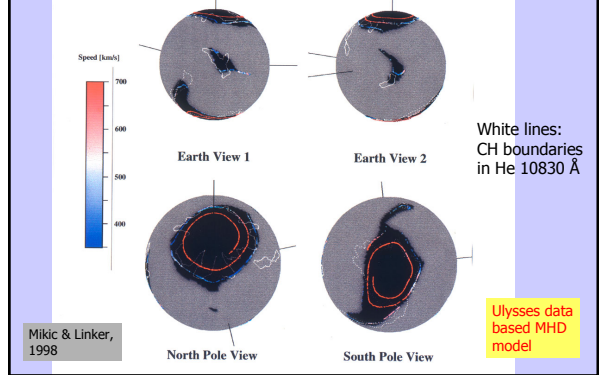 Speed [km/s]
700
600
500
400
Earth View 1
Earth View 2
White lines:
CH boundaries
in He 10830 Å
North Pole View
South Pole View
Mikic & Linker,
1998
Ulysses data
based MHD
model